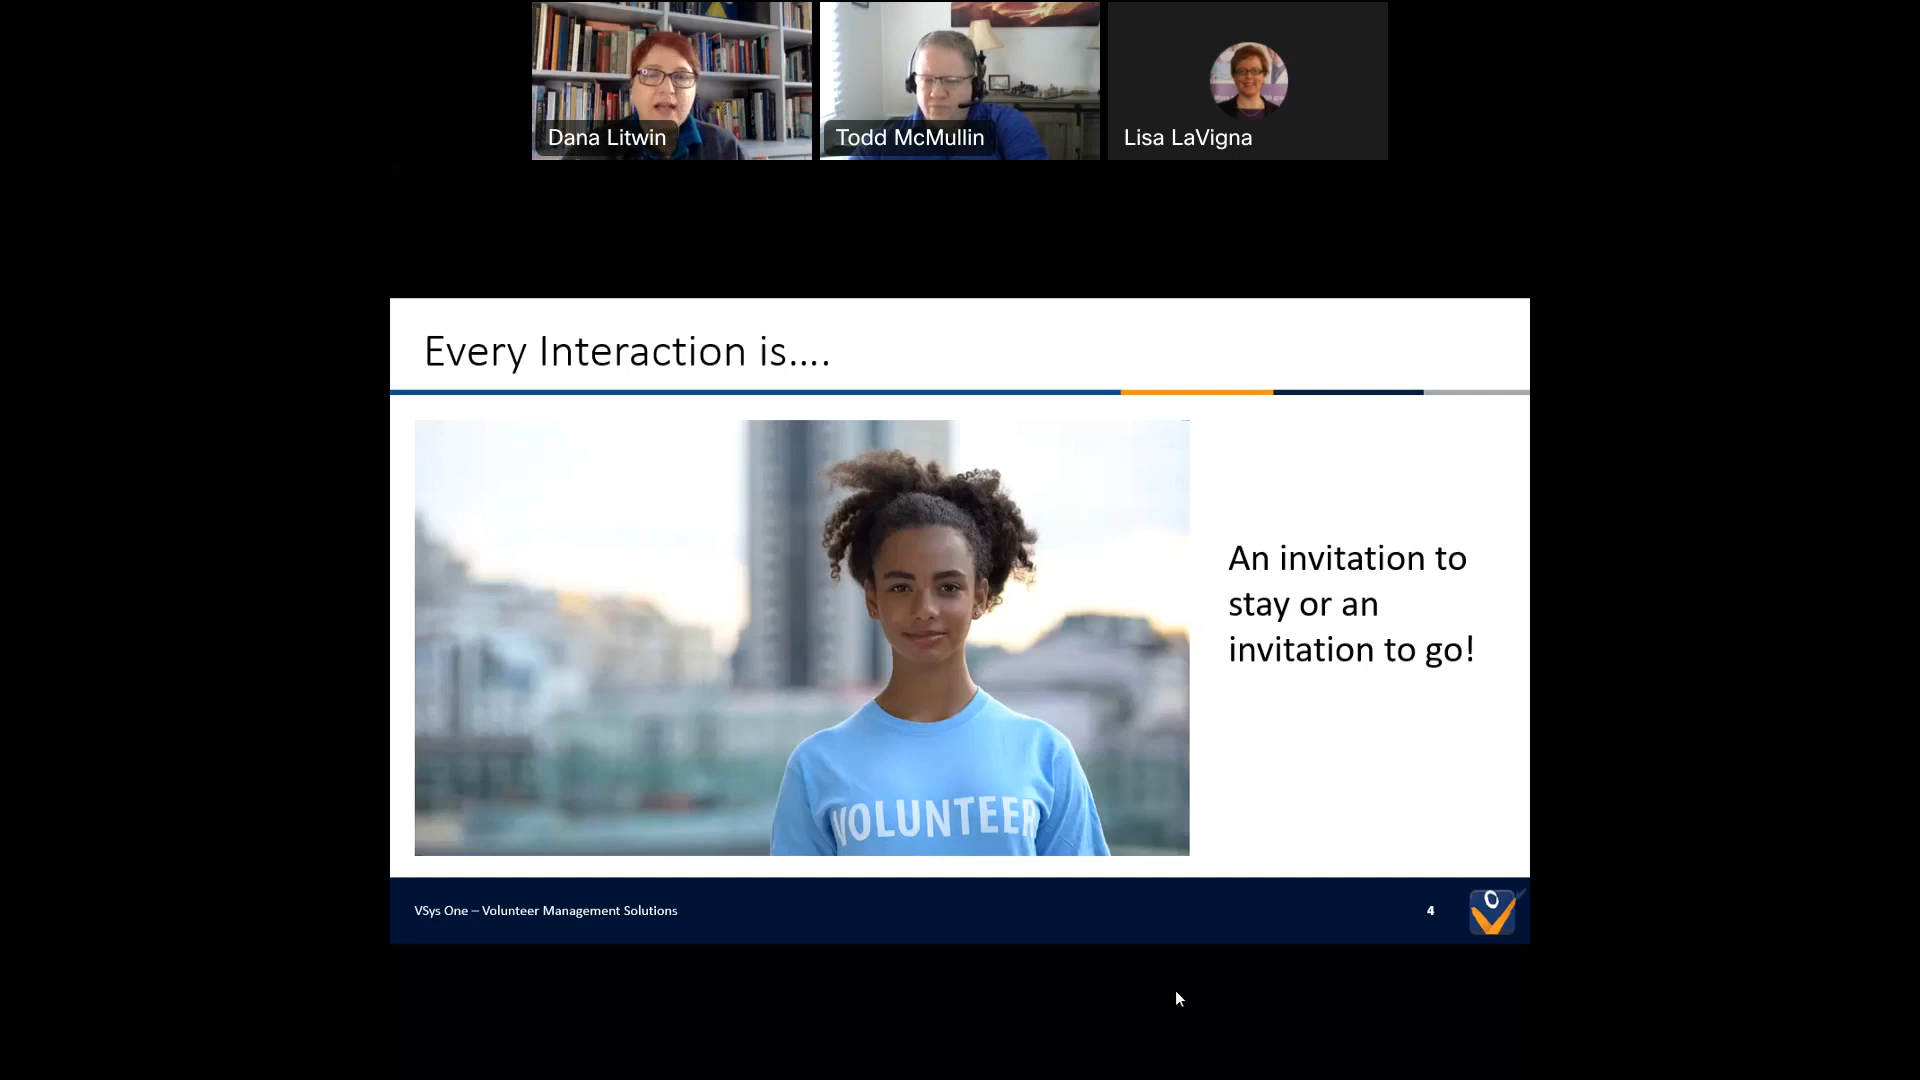 Dana Litwin
Todd McMullin
Lisa LaVigna
Every Interaction is....
An invitation to
stay or an
invitation to go!
VOLUNTEER
VSys One – Volunteer Management Solutions
4